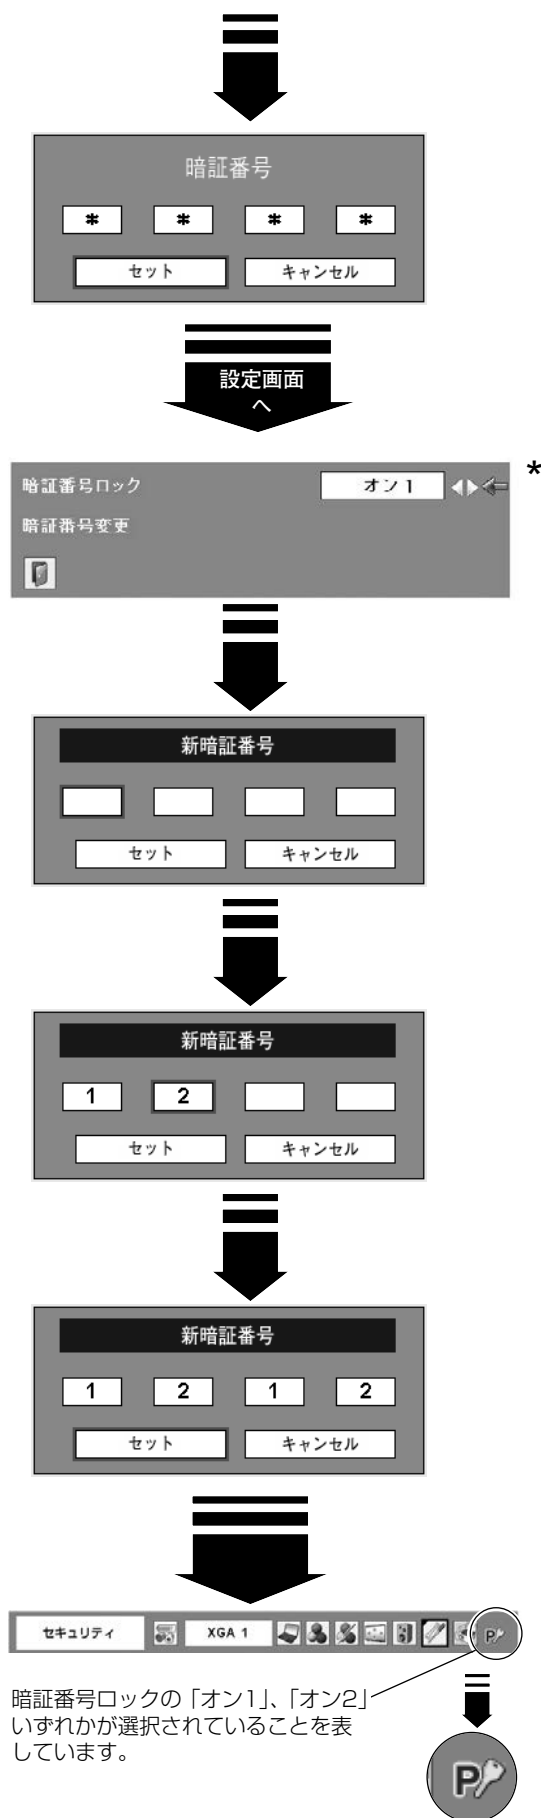 暗証番号
* * * *
セット キャンセル
設定画面
へ
暗証番号ロック オン1 *
暗証番号変更
新暗証番号
セット キャンセル
新暗証番号
1 2
セット キャンセル
新暗証番号
1 2 1 2
セット キャンセル
セキュリティ XGA 1 P
暗証番号ロックの「オン1」、「オン2」
いずれかが選択されていることを表
しています。
P